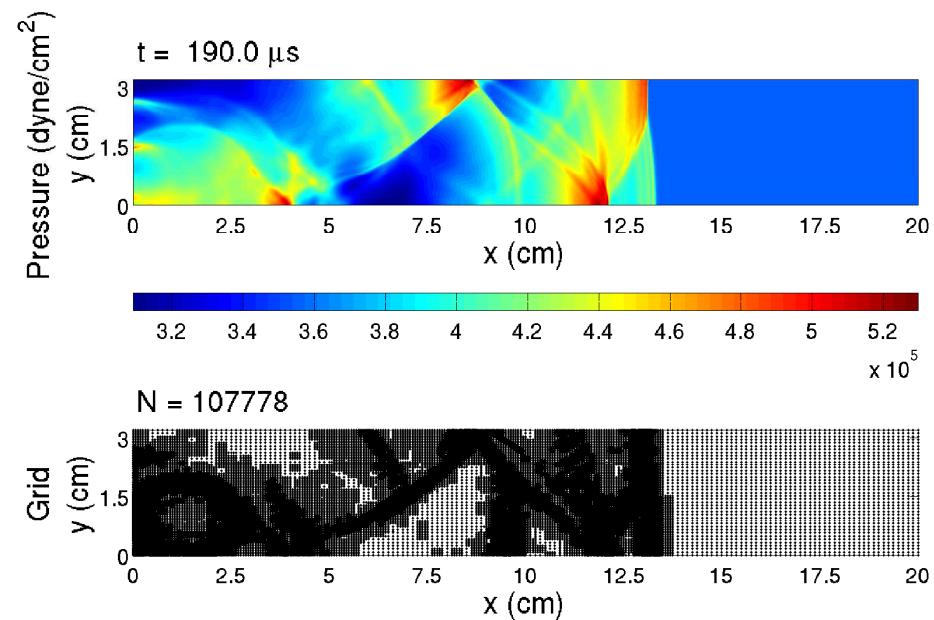 t = 190.0 μs
Pressure (dyne/cm²)
y (cm)
3
1.5
0
0 2.5 5 7.5 10 12.5 15 17.5 20
x (cm)
3.2 3.4 3.6 3.8 4 4.2 4.4 4.6 4.8 5 5.2
x 10⁵
N = 107778
Grid
y (cm)
3
1.5
0
0 2.5 5 7.5 10 12.5 15 17.5 20
x (cm)